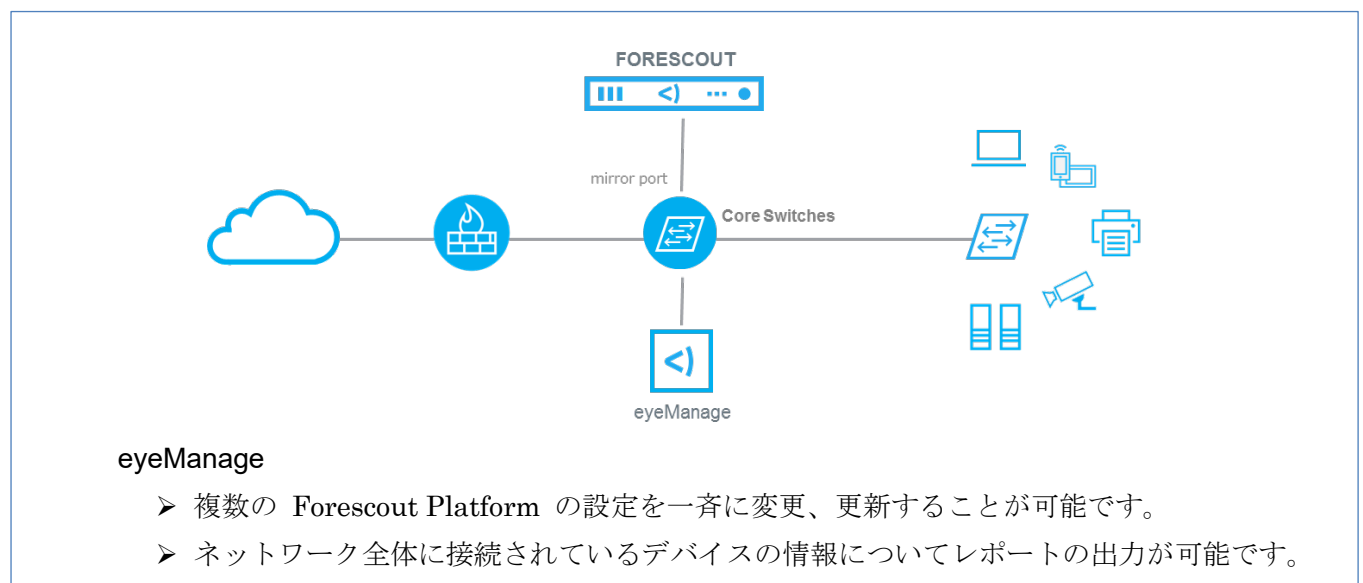 FORESCOUT
mirror port
Core Switches
eyeManage
eyeManage
➢ 複数の Forescout Platform の設定を一斉に変更、更新することが可能です。
➢ ネットワーク全体に接続されているデバイスの情報についてレポートの出力が可能です。